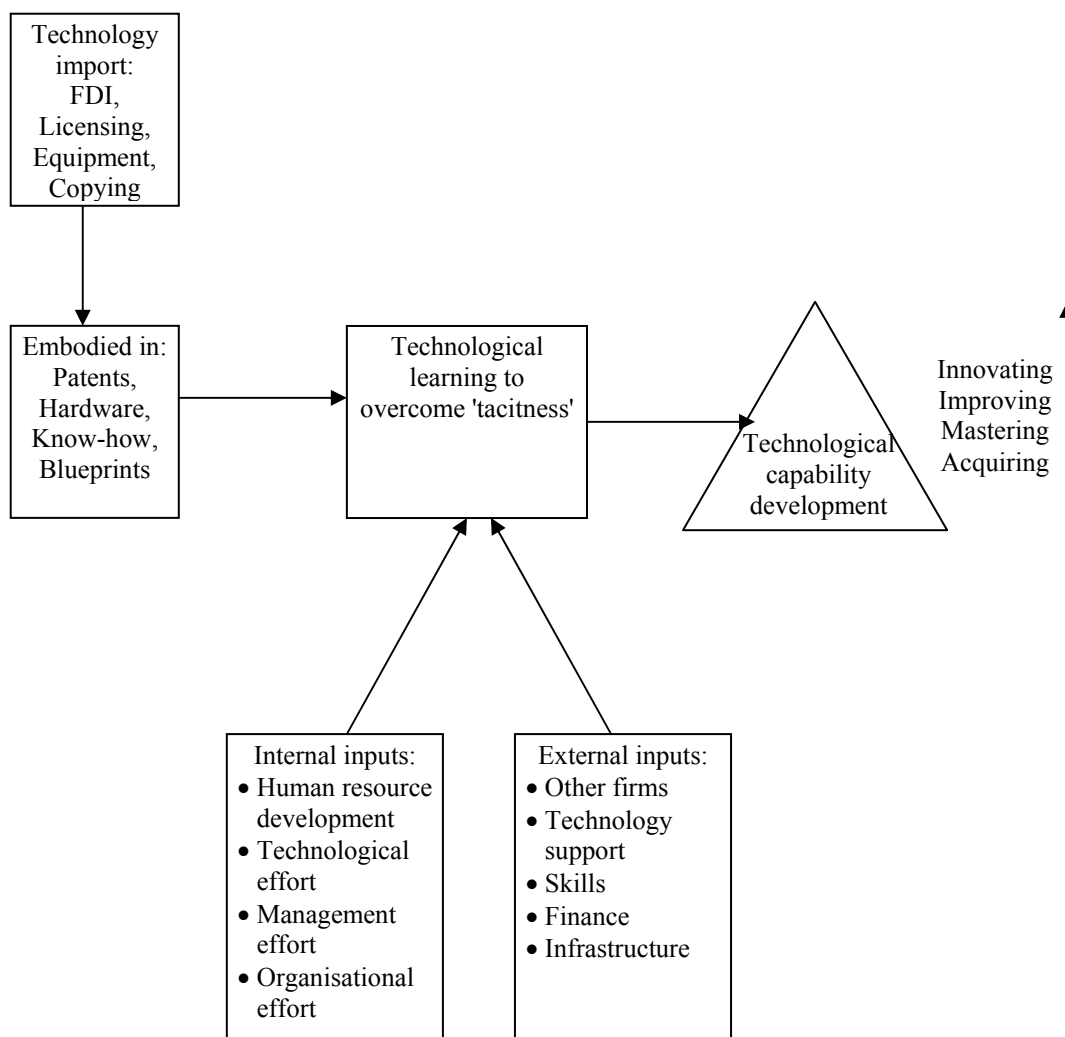 Technology
import:
FDI,
Licensing,
Equipment,
Copying
Embodied in:
Patents,
Hardware,
Know-how,
Blueprints
Technological
learning to
overcome 'tacitness'
Technological
capability
development
Innovating
Improving
Mastering
Acquiring
Internal inputs:
• Human resource
development
• Technological
effort
• Management
effort
• Organisational
effort
External inputs:
• Other firms
• Technology
support
• Skills
• Finance
• Infrastructure